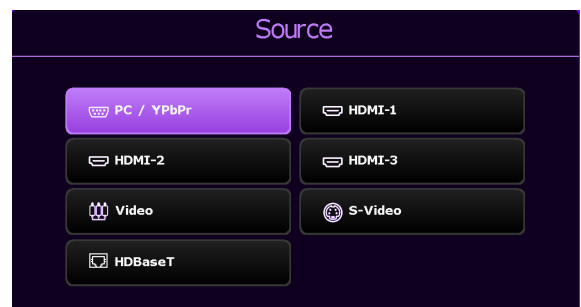 Source
PC / YPbPr
HDMI-1
HDMI-2
HDMI-3
Video
S-Video
HDBaseT